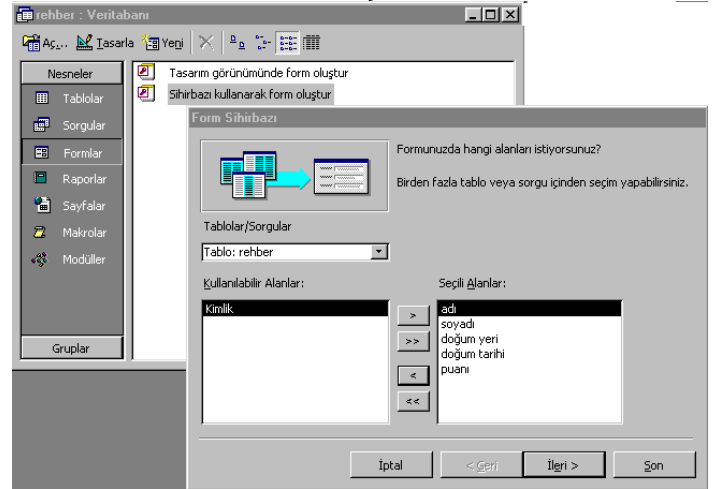 rehber : Veritabanı
Aç... Tasarla Yeni
Nesneler
Tablolar
Sorgular
Formlar
Raporlar
Sayfalar
Makrolar
Modüller
Gruplar
Tasarım görünümünde form oluştur
Sihirbazı kullanarak form oluştur
Form Sihirbazı
Formunuzda hangi alanları istiyorsunuz?
Birden fazla tablo veya sorgu içinden seçim yapabilirsiniz.
Tablolar/Sorgular
Tablo: rehber
Kullanılabilir Alanlar:
Kimlik
>
>>
<
<<
Seçili Alanlar:
adı
soyadı
doğum yeri
doğum tarihi
puanı
İptal
< Geri
İleri >
Son